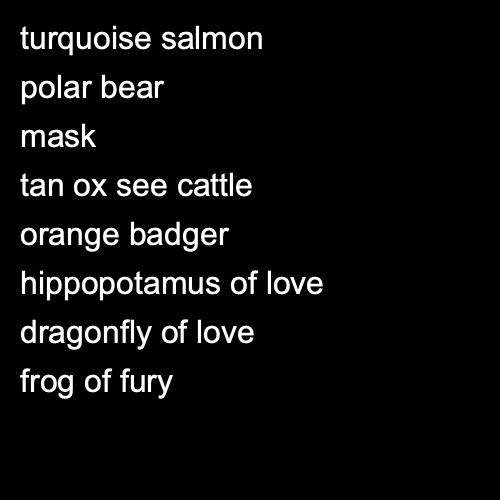 turquoise salmon
polar bear
mask
tan ox see cattle
orange badger
hippopotamus of love
dragonfly of love
frog of fury